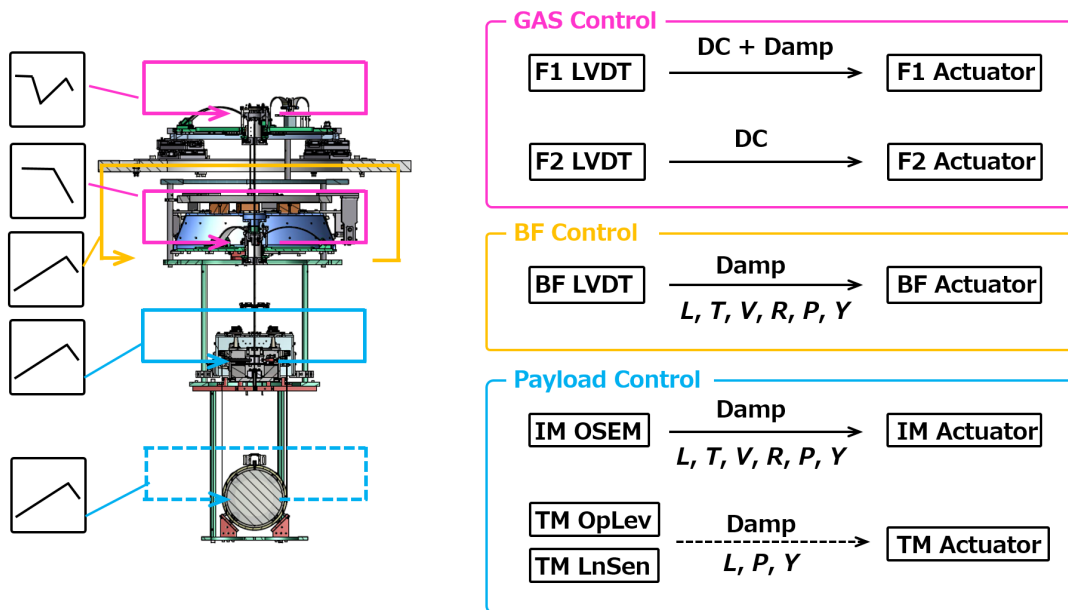 GAS Control
F1 LVDT
DC + Damp
F1 Actuator
F2 LVDT
DC
F2 Actuator
BF Control
BF LVDT
Damp
L, T, V, R, P, Y
BF Actuator
Payload Control
IM OSEM
Damp
L, T, V, R, P, Y
IM Actuator
TM OpLev
TM LnSen
Damp
L, P, Y
TM Actuator